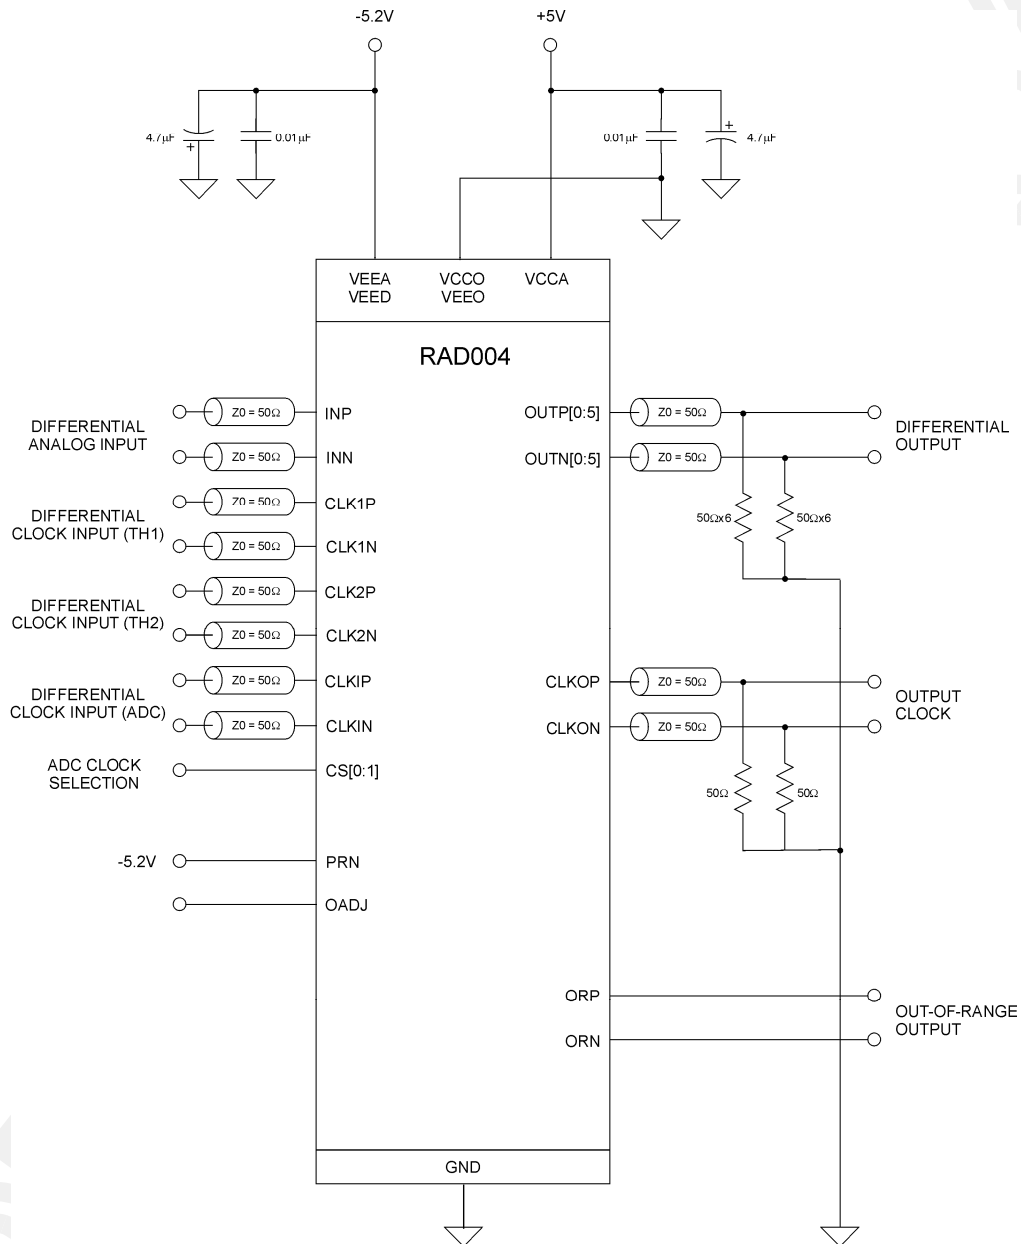 -5.2V
+5V
4.7µF
+
0.01µF
0.01µF
+
4.7µF
VEEA
VEED
VCCO
VEEO
VCCA
RAD004
DIFFERENTIAL
ANALOG INPUT
Z0 = 50Ω
INP
Z0 = 50Ω
INN
DIFFERENTIAL
CLOCK INPUT (TH1)
Z0 = 50Ω
CLK1P
Z0 = 50Ω
CLK1N
DIFFERENTIAL
CLOCK INPUT (TH2)
Z0 = 50Ω
CLK2P
Z0 = 50Ω
CLK2N
DIFFERENTIAL
CLOCK INPUT (ADC)
Z0 = 50Ω
CLKIP
Z0 = 50Ω
CLKIN
ADC CLOCK
SELECTION
CS[0:1]
-5.2V
PRN
OADJ
OUTP[0:5]
Z0 = 50Ω
OUTN[0:5]
Z0 = 50Ω
DIFFERENTIAL
OUTPUT
50Ωx6
50Ωx6
CLKOP
Z0 = 50Ω
CLKON
Z0 = 50Ω
OUTPUT
CLOCK
50Ω
50Ω
ORP
ORN
OUT-OF-RANGE
OUTPUT
GND